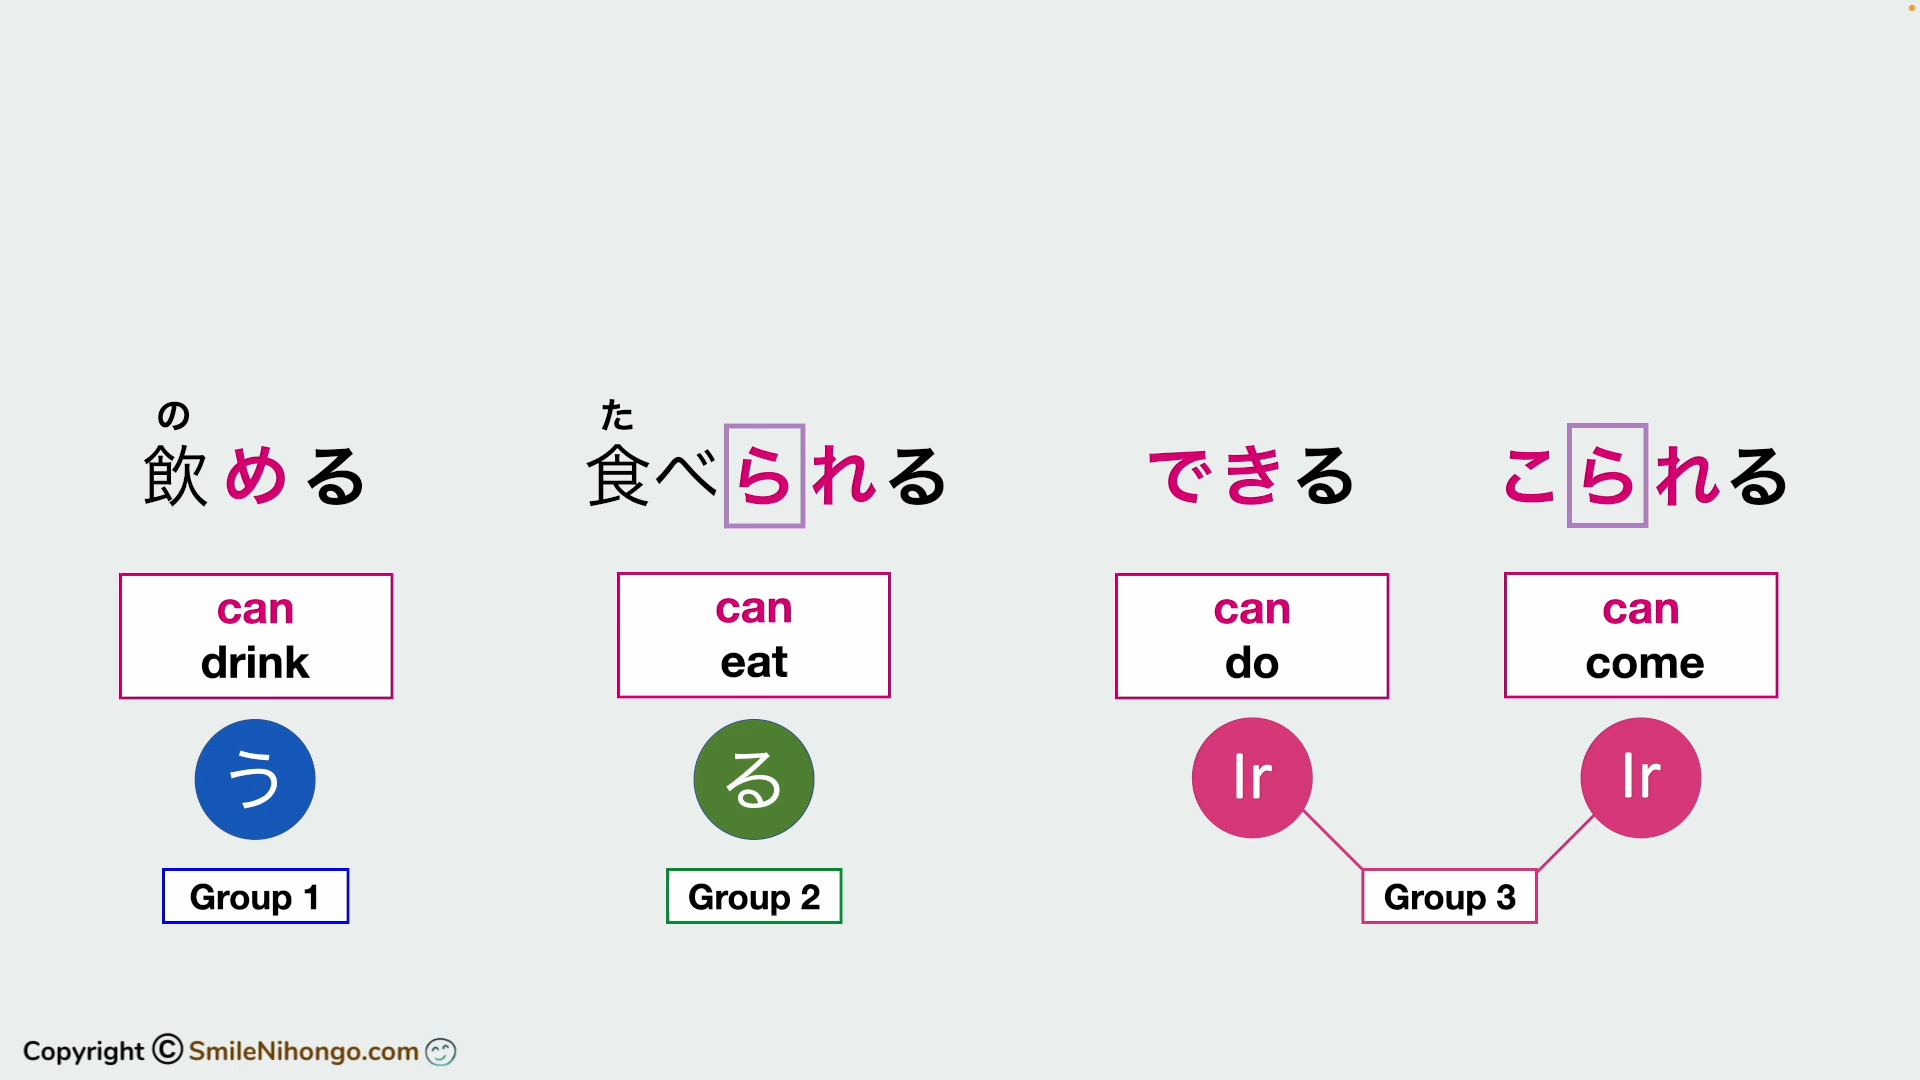 の
飲める
た
食べられる
できる
こられる
can
drink
can
eat
can
do
can
come
う
る
Ir
Ir
Group 1
Group 2
Group 3
Copyright © SmileNihongo.com